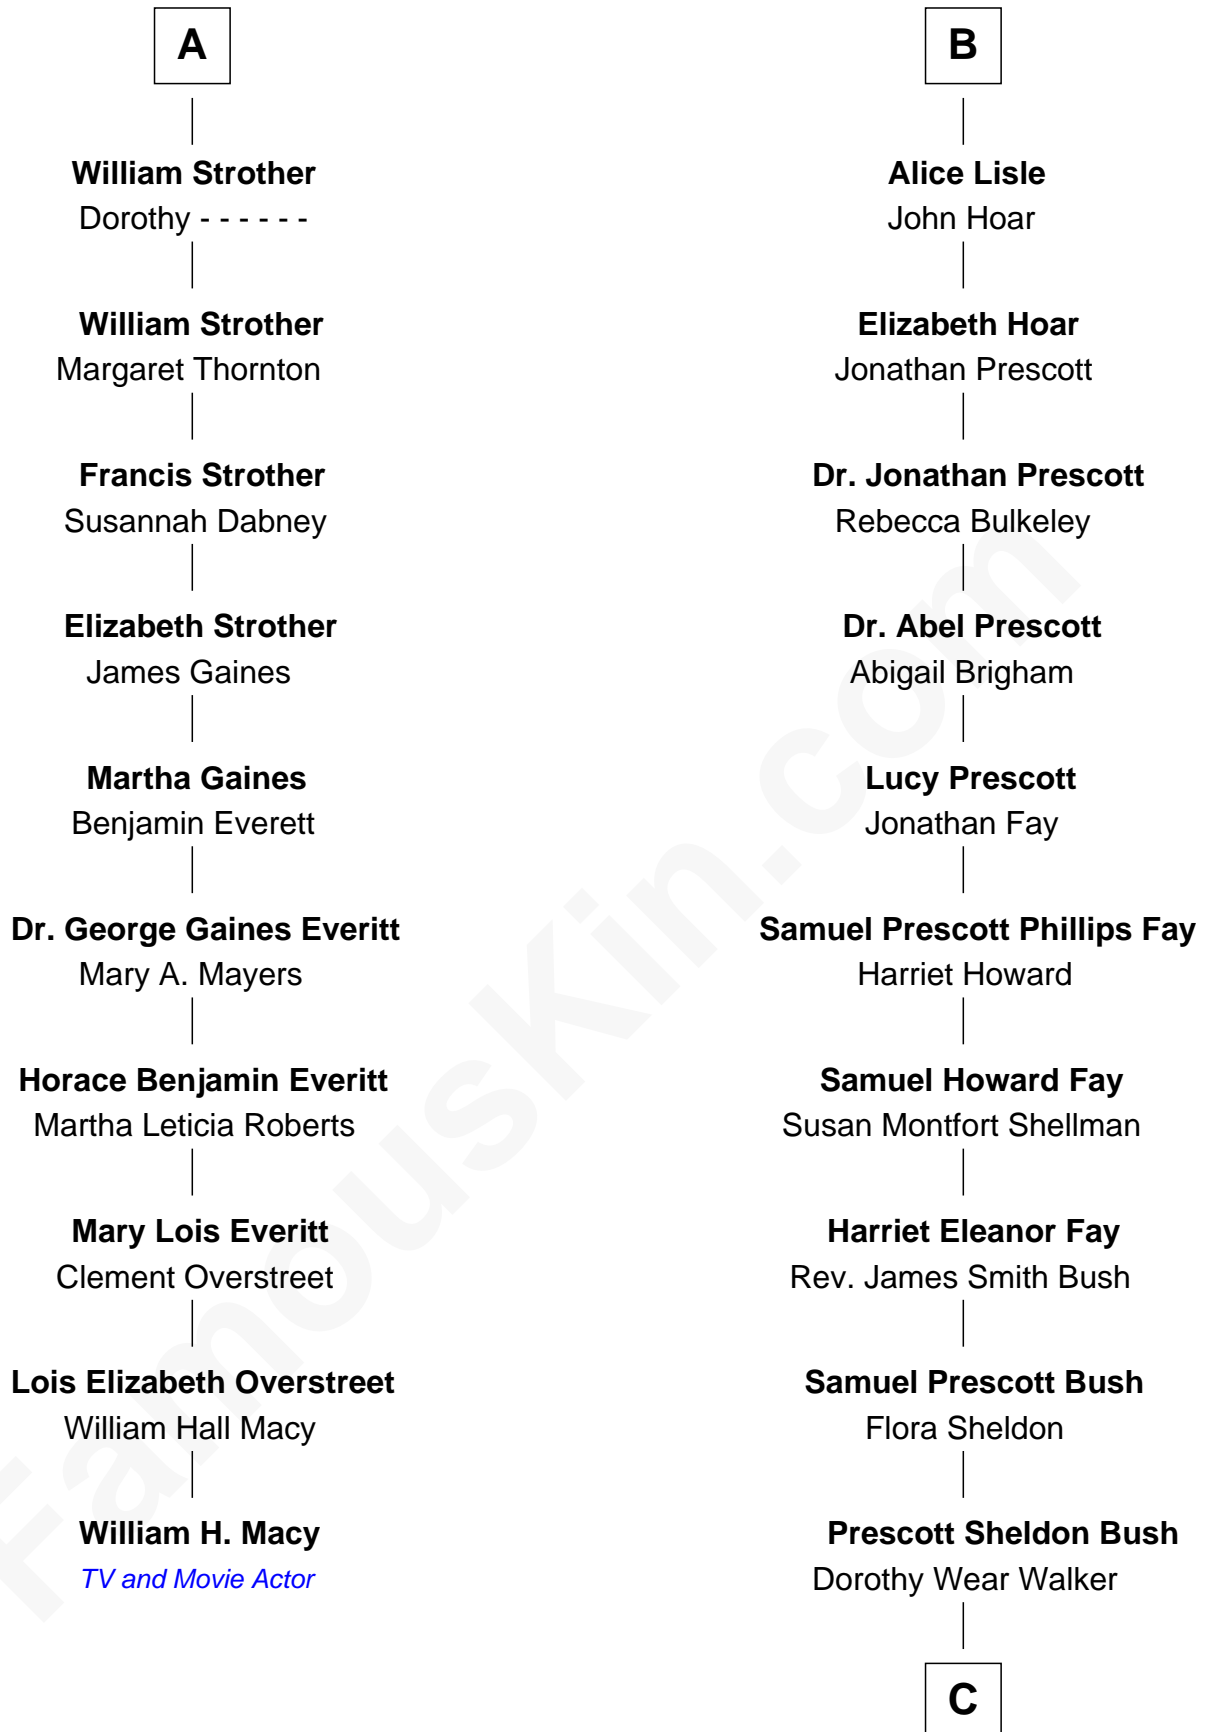 A
William Strother
Dorothy - - - - - -
William Strother
Margaret Thornton
Francis Strother
Susannah Dabney
Elizabeth Strother
James Gaines
Martha Gaines
Benjamin Everett
Dr. George Gaines Everitt
Mary A. Mayers
Horace Benjamin Everitt
Martha Leticia Roberts
Mary Lois Everitt
Clement Overstreet
Lois Elizabeth Overstreet
William Hall Macy
William H. Macy
TV and Movie Actor
B
Alice Lisle
John Hoar
Elizabeth Hoar
Jonathan Prescott
Dr. Jonathan Prescott
Rebecca Bulkeley
Dr. Abel Prescott
Abigail Brigham
Lucy Prescott
Jonathan Fay
Samuel Prescott Phillips Fay
Harriet Howard
Samuel Howard Fay
Susan Montfort Shellman
Harriet Eleanor Fay
Rev. James Smith Bush
Samuel Prescott Bush
Flora Sheldon
Prescott Sheldon Bush
Dorothy Wear Walker
C
FamousKin.com